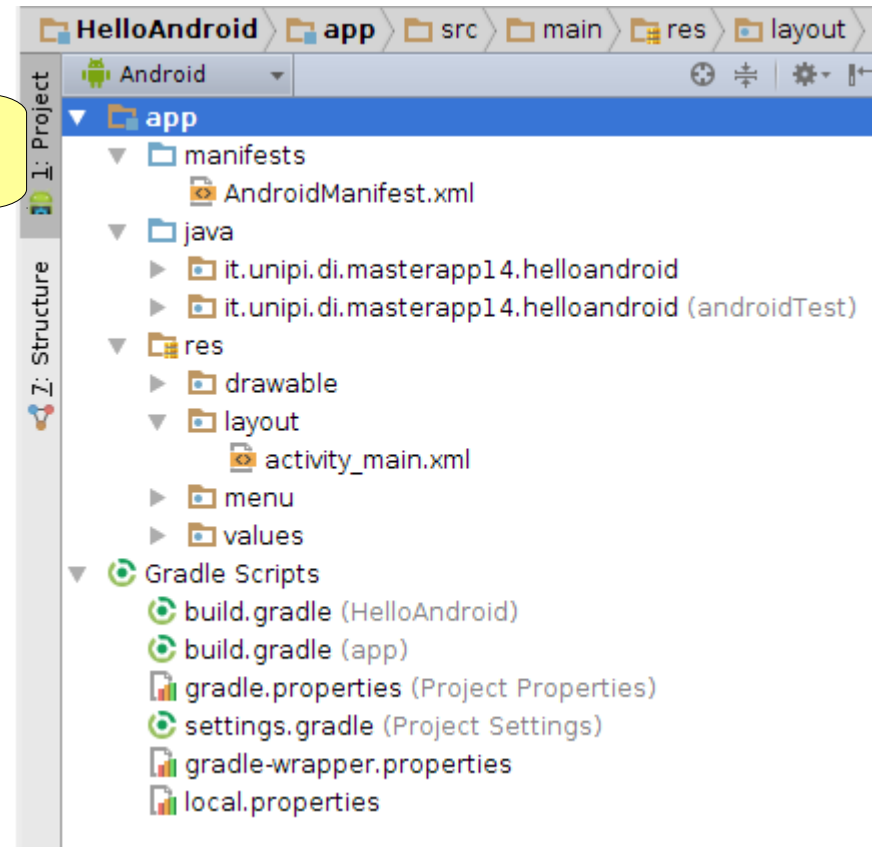 HelloAndroid app src main res layout
Android
1: Project
7: Structure
app
manifests
AndroidManifest.xml
java
it.unipi.di.masterapp14.helloandroid
it.unipi.di.masterapp14.helloandroid (androidTest)
res
drawable
layout
activity_main.xml
menu
values
Gradle Scripts
build.gradle (HelloAndroid)
build.gradle (app)
gradle.properties (Project Properties)
settings.gradle (Project Settings)
gradle-wrapper.properties
local.properties